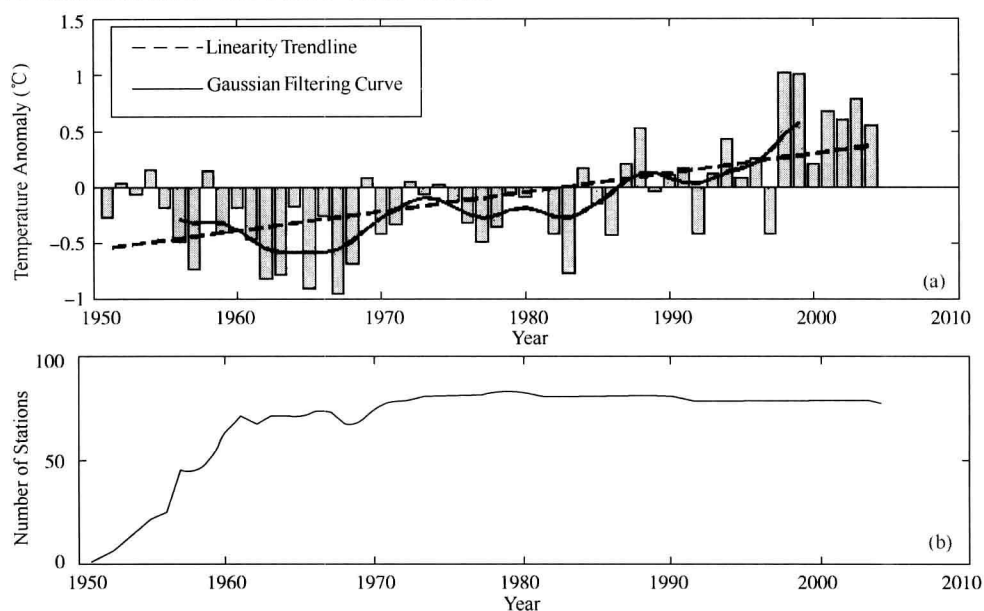 1.5
1
0.5
0
−0.5
−1
Temperature Anomaly (℃)
Linearity Trendline
Gaussian Filtering Curve
(a)
1950 1960 1970 1980 1990 2000 2010
Year
100
50
0
Number of Stations
(b)
1950 1960 1970 1980 1990 2000 2010
Year